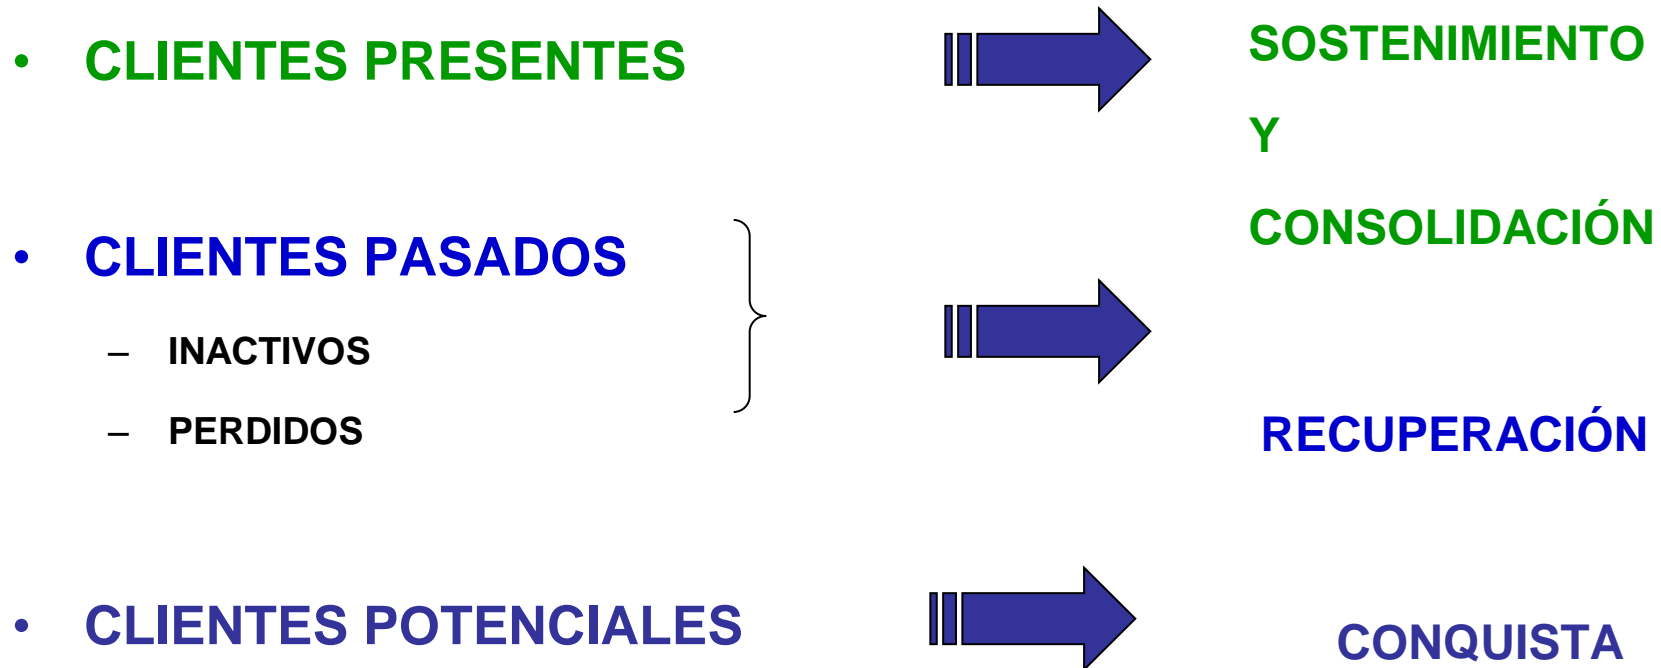 • CLIENTES PRESENTES
SOSTENIMIENTO
Y
CONSOLIDACIÓN
• CLIENTES PASADOS
– INACTIVOS
– PERDIDOS
RECUPERACIÓN
• CLIENTES POTENCIALES
CONQUISTA